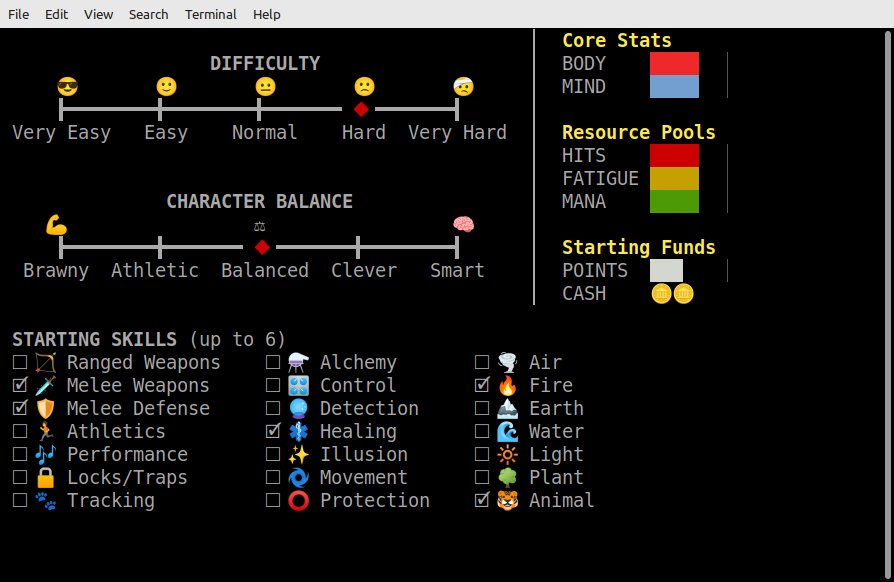 File Edit View Search Terminal Help
DIFFICULTY
Very Easy Easy Normal Hard Very Hard
CHARACTER BALANCE
Brawny Athletic Balanced Clever Smart
Core Stats
BODY
MIND
Resource Pools
HITS
FATIGUE
MANA
Starting Funds
POINTS
CASH
STARTING SKILLS (up to 6)
Ranged Weapons Alchemy Air
Melee Weapons Control Fire
Melee Defense Detection Earth
Athletics Healing Water
Performance Illusion Light
Locks/Traps Movement Plant
Tracking Protection Animal